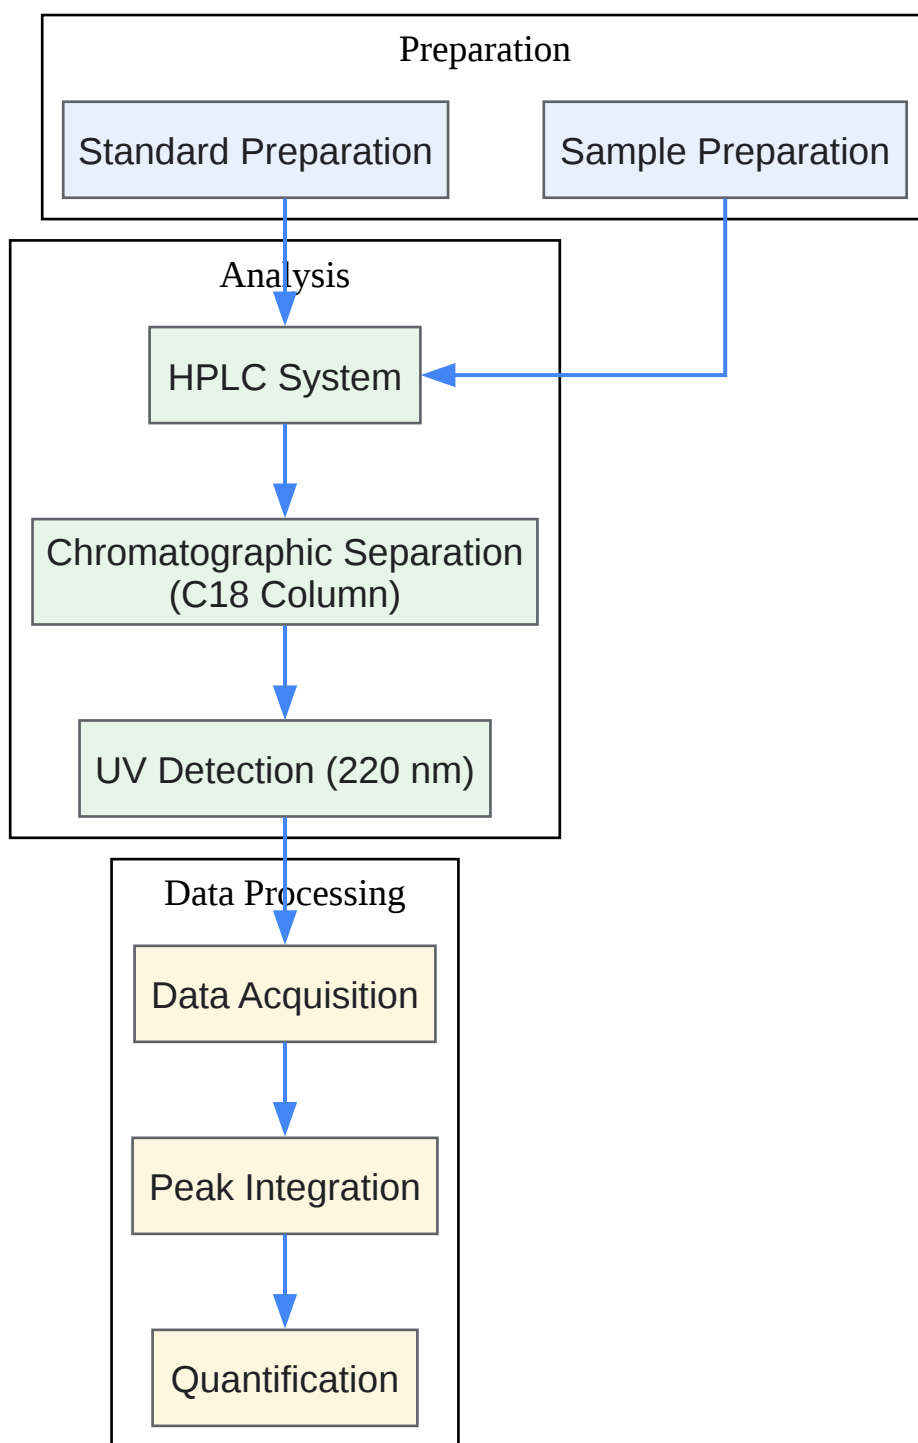 Preparation
Standard Preparation
Sample Preparation
Analysis
HPLC System
Chromatographic Separation
(C18 Column)
UV Detection (220 nm)
Data Processing
Data Acquisition
Peak Integration
Quantification